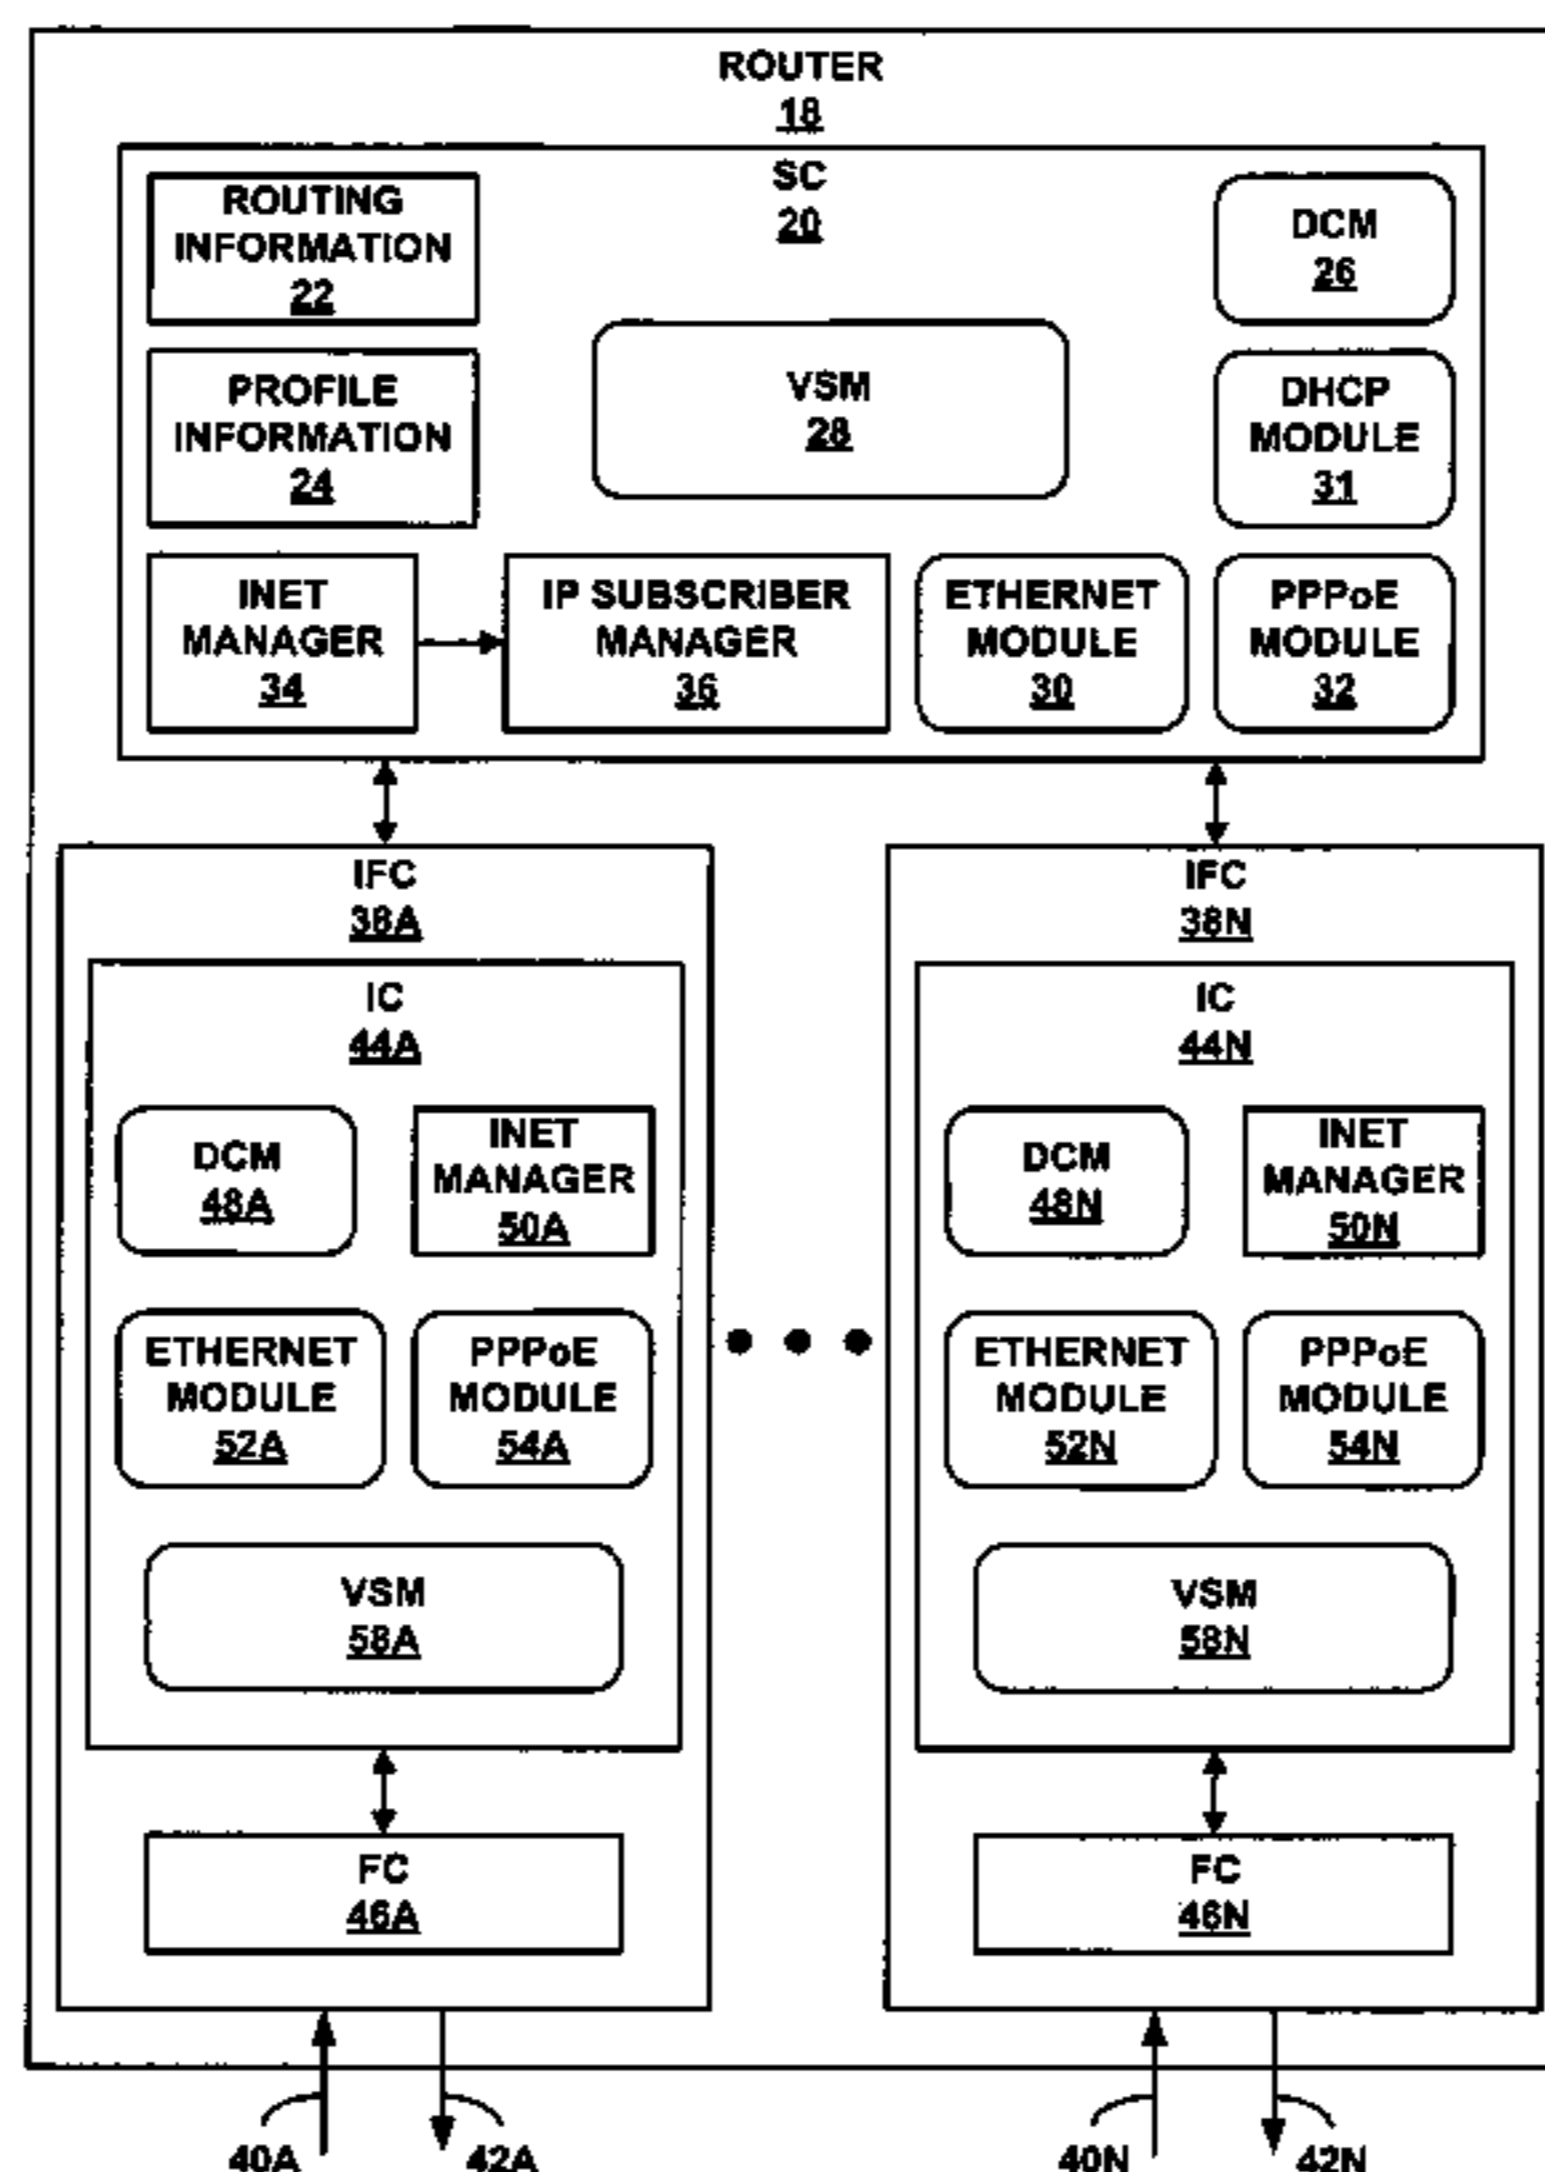 ROUTER
18
SC
20
ROUTING
INFORMATION
22
DCM
26
VSM
28
PROFILE
INFORMATION
24
DHCP
MODULE
31
INET
MANAGER
34
IP SUBSCRIBER
MANAGER
36
ETHERNET
MODULE
30
PPPoE
MODULE
32
IFC
38A
IC
44A
DCM
48A
INET
MANAGER
50A
ETHERNET
MODULE
52A
PPPoE
MODULE
54A
VSM
58A
FC
46A
40A
42A
IFC
38N
IC
44N
DCM
48N
INET
MANAGER
50N
ETHERNET
MODULE
52N
PPPoE
MODULE
54N
VSM
58N
FC
46N
40N
42N